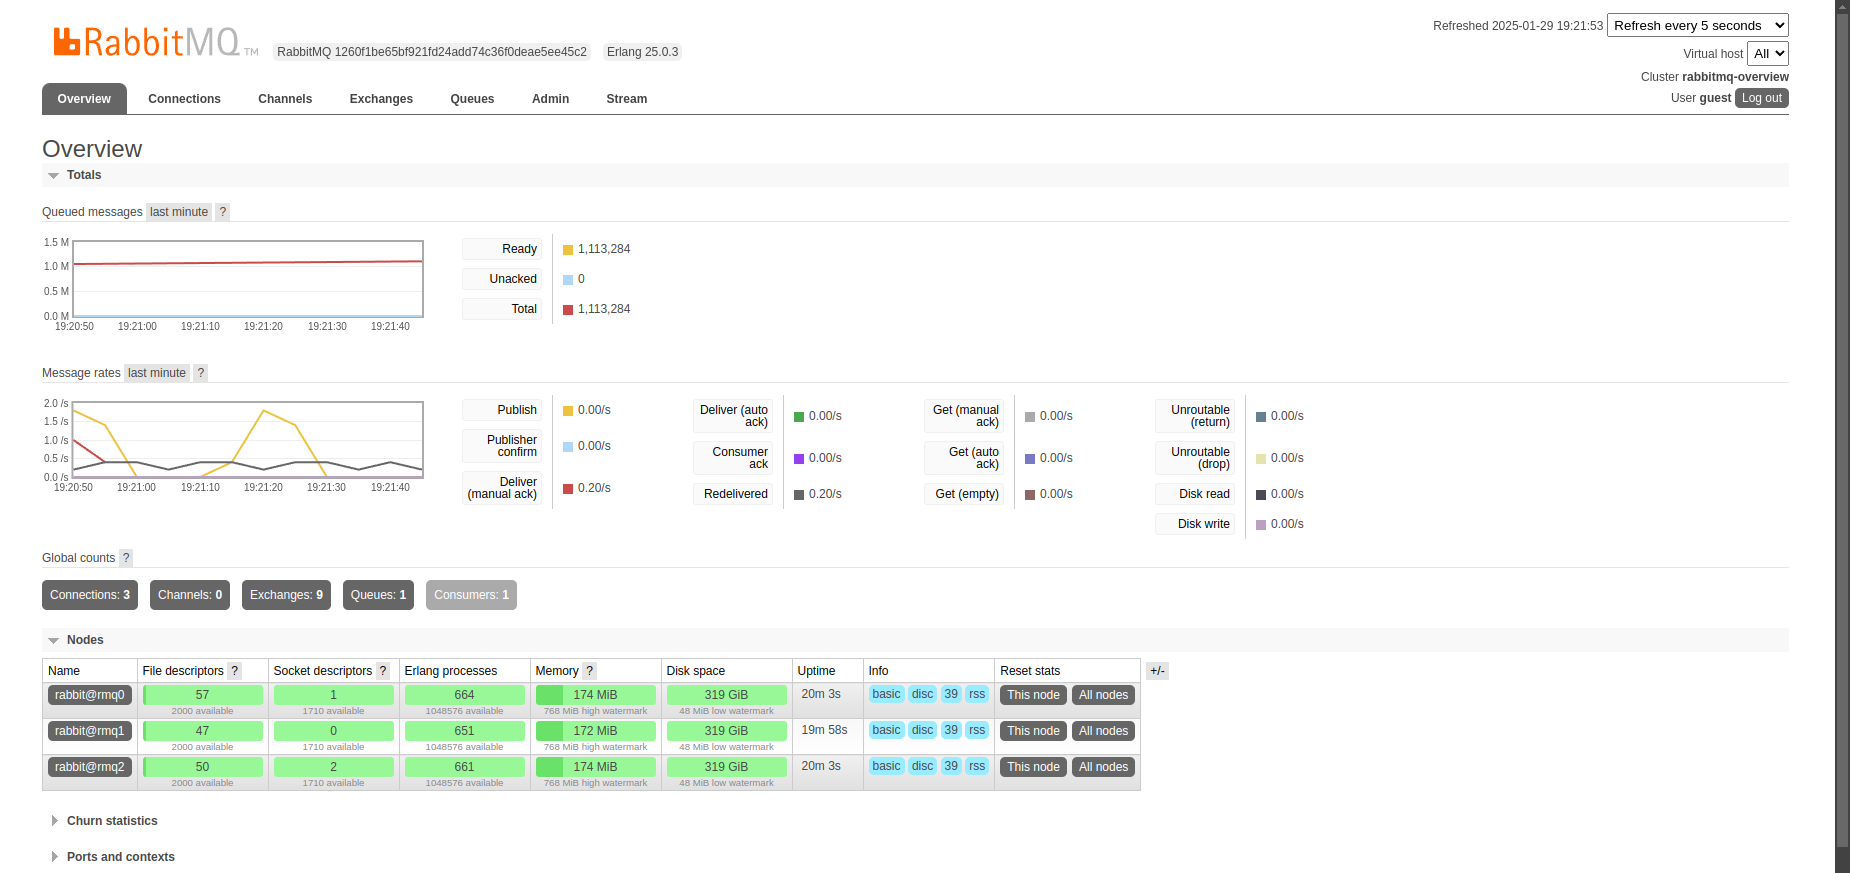 RabbitMQ TM
RabbitMQ 1260f1be65bf921fd24add74c36f0deae5ee45c2 Erlang 25.0.3
Refreshed 2025-01-29 19:21:53 Refresh every 5 seconds
Virtual host All
Cluster rabbitmq-overview
User guest Log out
Overview Connections Channels Exchanges Queues Admin Stream
Overview
Totals
Queued messages last minute ?
1.5 M
1.0 M
0.5 M
0.0 M
19:20:50 19:21:00 19:21:10 19:21:20 19:21:30 19:21:40
Ready 1,113,284
Unacked 0
Total 1,113,284
Message rates last minute ?
2.0 /s
1.5 /s
1.0 /s
0.5 /s
0.0 /s
19:20:50 19:21:00 19:21:10 19:21:20 19:21:30 19:21:40
Publish 0.00/s
Publisher
confirm 0.00/s
Deliver
(manual ack) 0.20/s
Deliver (auto
ack) 0.00/s
Consumer
ack 0.00/s
Redelivered 0.20/s
Get (manual
ack) 0.00/s
Get (auto
ack) 0.00/s
Get (empty) 0.00/s
Unroutable
(return) 0.00/s
Unroutable
(drop) 0.00/s
Disk read 0.00/s
Disk write 0.00/s
Global counts ?
Connections: 3 Channels: 0 Exchanges: 9 Queues: 1 Consumers: 1
Nodes
Name File descriptors ? Socket descriptors ? Erlang processes Memory ? Disk space Uptime Info Reset stats +/-
rabbit@rmq0 57 1 664 174 MiB 319 GiB 20m 3s basic disc 39 rss This node All nodes
2000 available 1710 available 1048576 available 768 MiB high watermark 48 MiB low watermark
rabbit@rmq1 47 0 651 172 MiB 319 GiB 19m 58s basic disc 39 rss This node All nodes
2000 available 1710 available 1048576 available 768 MiB high watermark 48 MiB low watermark
rabbit@rmq2 50 2 661 174 MiB 319 GiB 20m 3s basic disc 39 rss This node All nodes
2000 available 1710 available 1048576 available 768 MiB high watermark 48 MiB low watermark
Churn statistics
Ports and contexts